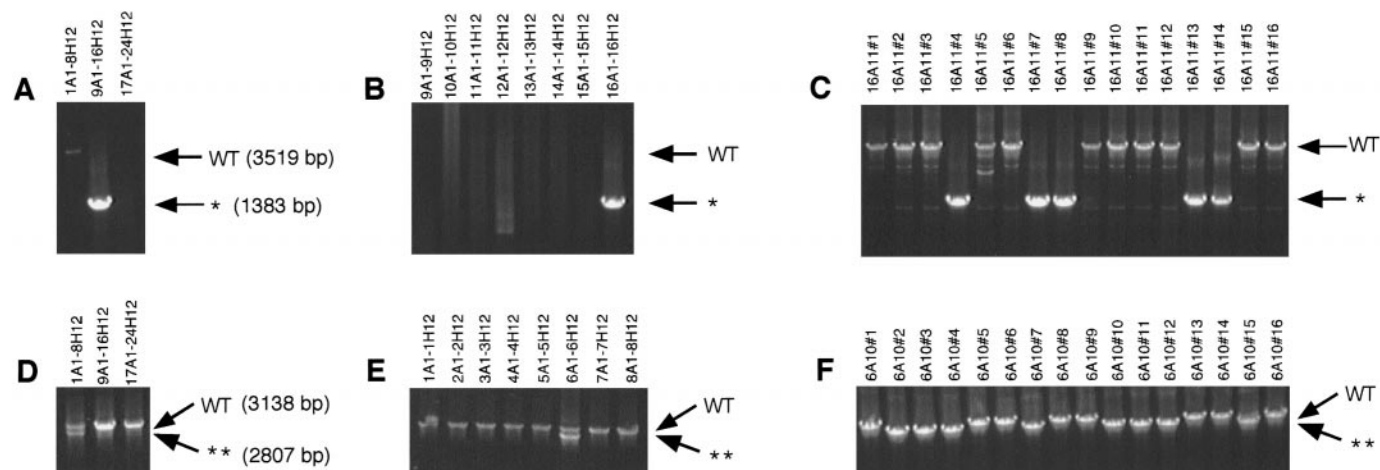 A
1A1-8H12
9A1-16H12
17A1-24H12
WT (3519 bp)
* (1383 bp)
B
9A1-9H12
10A1-10H12
11A1-11H12
12A1-12H12
13A1-13H12
14A1-14H12
15A1-15H12
16A1-16H12
WT
*
C
16A11#1
16A11#2
16A11#3
16A11#4
16A11#5
16A11#6
16A11#7
16A11#8
16A11#9
16A11#10
16A11#11
16A11#12
16A11#13
16A11#14
16A11#15
16A11#16
WT
*
D
1A1-8H12
9A1-16H12
17A1-24H12
WT (3138 bp)
** (2807 bp)
E
1A1-1H12
2A1-2H12
3A1-3H12
4A1-4H12
5A1-5H12
6A1-6H12
7A1-7H12
8A1-8H12
WT
**
F
6A10#1
6A10#2
6A10#3
6A10#4
6A10#5
6A10#6
6A10#7
6A10#8
6A10#9
6A10#10
6A10#11
6A10#12
6A10#13
6A10#14
6A10#15
6A10#16
WT
**